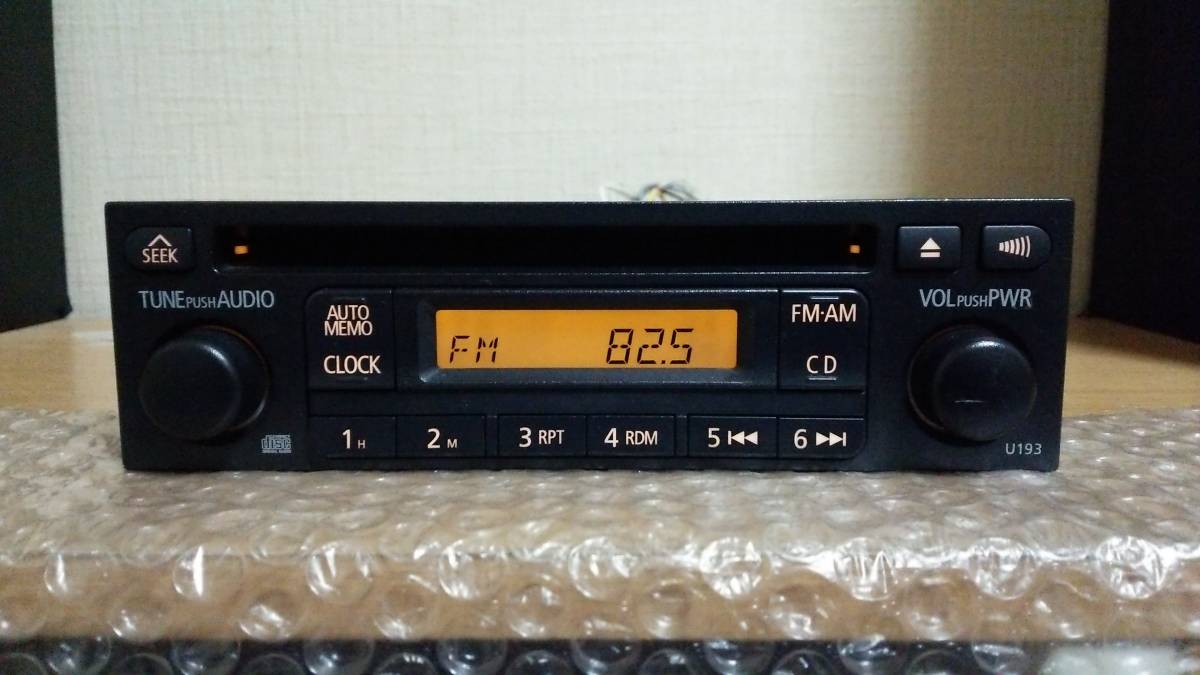 SEEK
TUNE PUSH AUDIO
VOL PUSH PWR
AUTO
MEMO
CLOCK
FM 82.5
FM·AM
CD
1 H
2 M
3 RPT
4 RDM
5
6
disc
U193